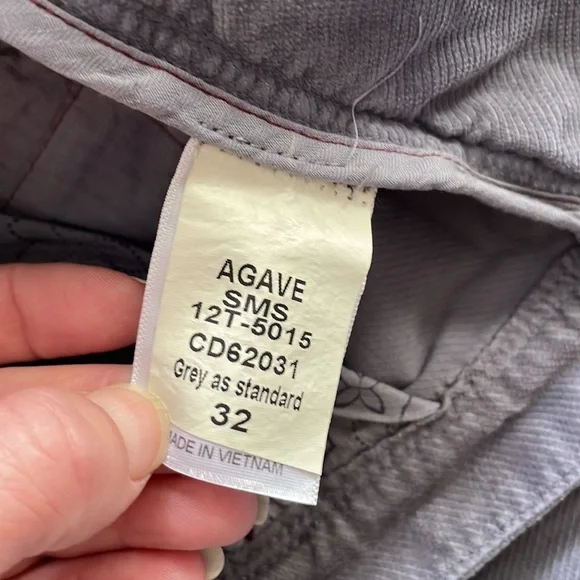 AGAVE
SMS
12T-5015
CD62031
Grey as standard
32
MADE IN VIETNAM